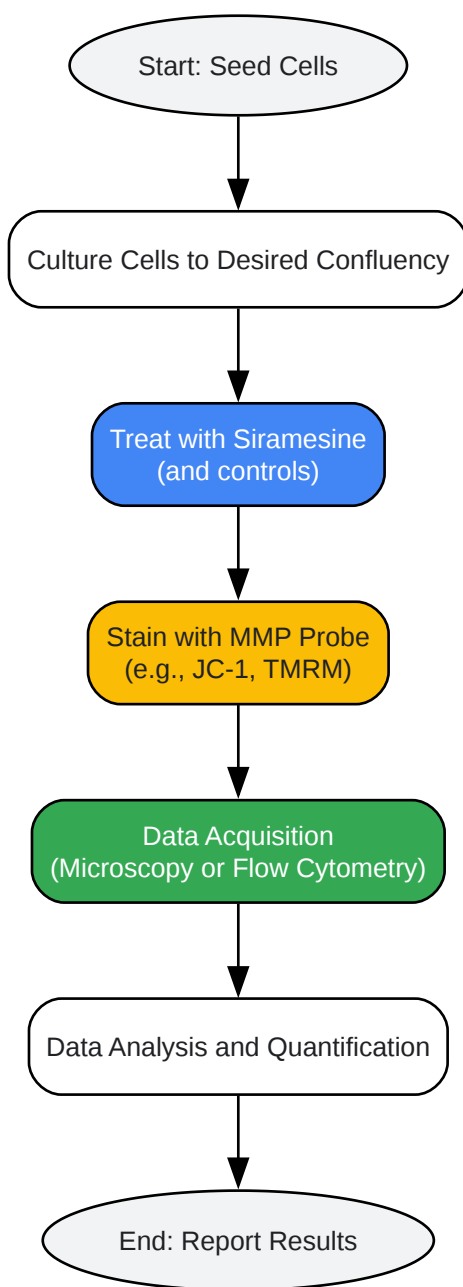 Start: Seed Cells
Culture Cells to Desired Confluency
Treat with Siramesine
(and controls)
Stain with MMP Probe
(e.g., JC-1, TMRM)
Data Acquisition
(Microscopy or Flow Cytometry)
Data Analysis and Quantification
End: Report Results